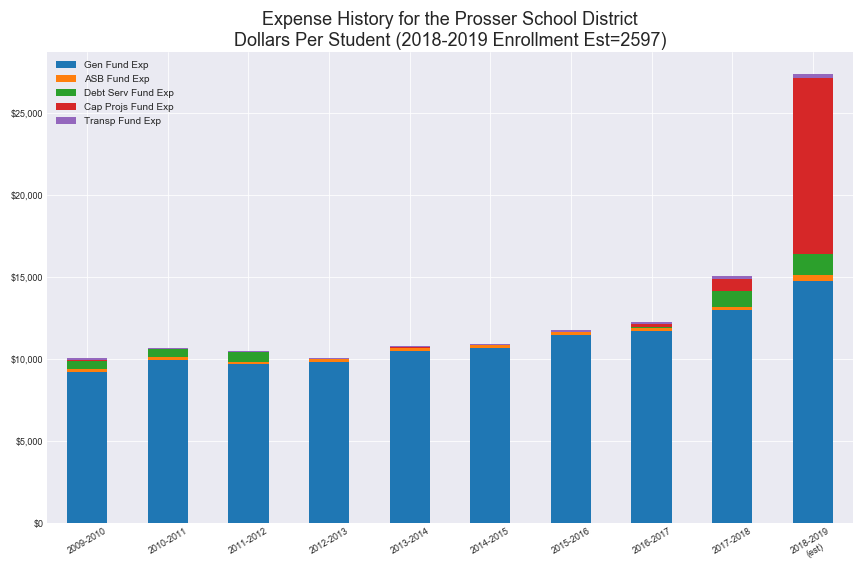 Expense History for the Prosser School District
Dollars Per Student (2018-2019 Enrollment Est=2597)
Gen Fund Exp
ASB Fund Exp
Debt Serv Fund Exp
Cap Projs Fund Exp
Transp Fund Exp
$25,000
$20,000
$15,000
$10,000
$5,000
$0
2009-2010
2010-2011
2011-2012
2012-2013
2013-2014
2014-2015
2015-2016
2016-2017
2017-2018
2018-2019
(est)